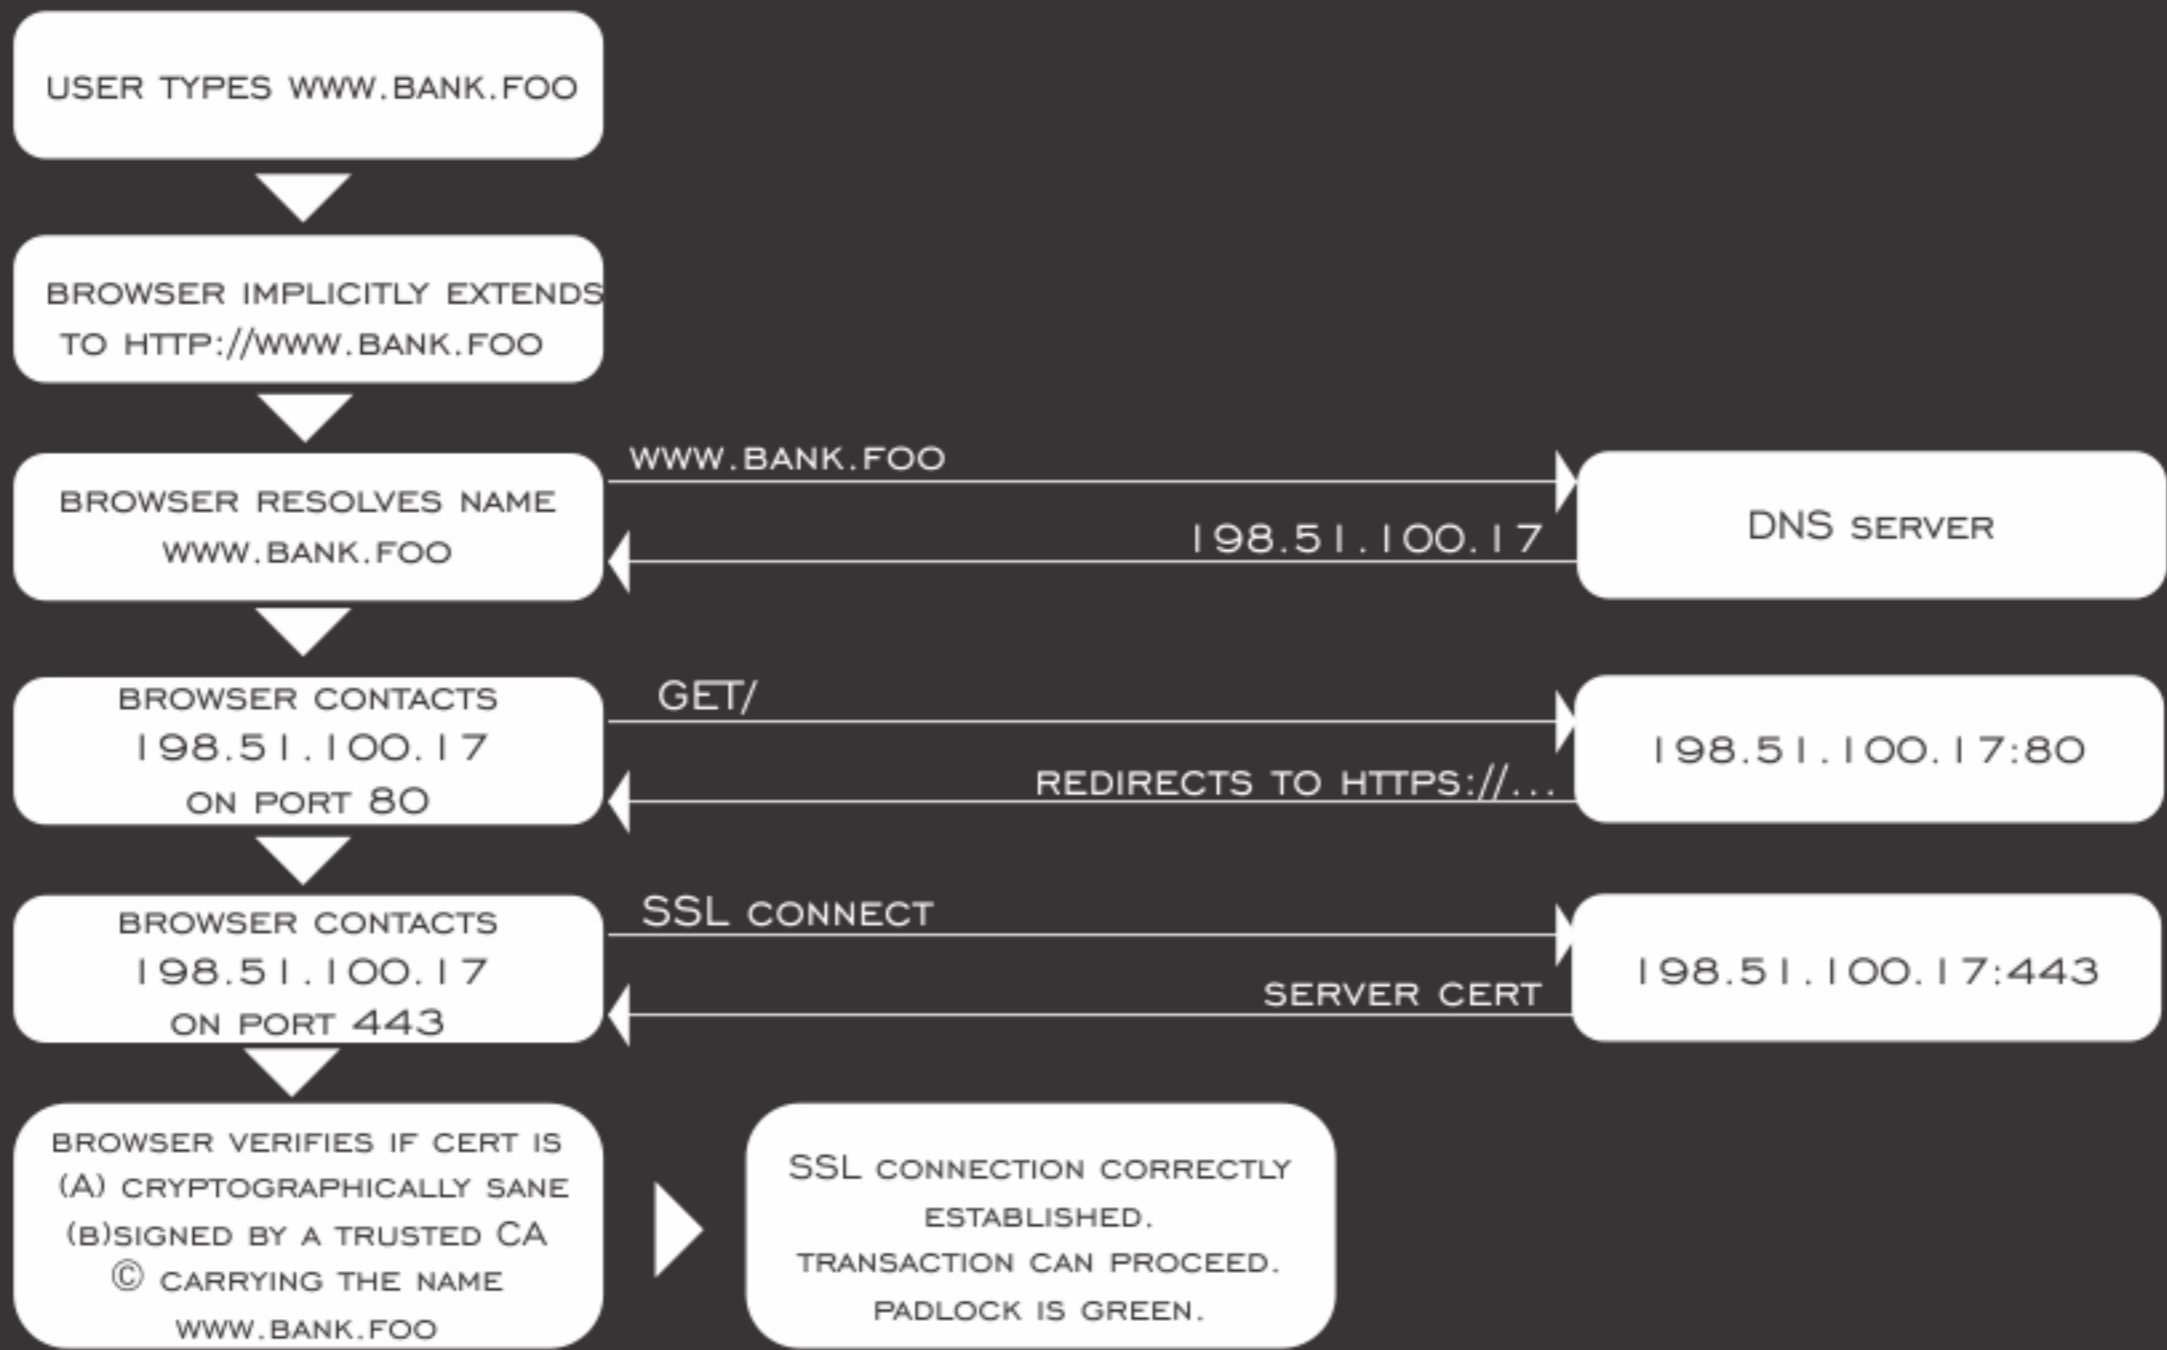 USER TYPES WWW.BANK.FOO
BROWSER IMPLICITLY EXTENDS
TO HTTP://WWW.BANK.FOO
BROWSER RESOLVES NAME
WWW.BANK.FOO
WWW.BANK.FOO
198.51.100.17
DNS SERVER
BROWSER CONTACTS
198.51.100.17
ON PORT 80
GET/
REDIRECTS TO HTTPS://...
198.51.100.17:80
BROWSER CONTACTS
198.51.100.17
ON PORT 443
SSL CONNECT
SERVER CERT
198.51.100.17:443
BROWSER VERIFIES IF CERT IS
(A) CRYPTOGRAPHICALLY SANE
(B)SIGNED BY A TRUSTED CA
© CARRYING THE NAME
WWW.BANK.FOO
SSL CONNECTION CORRECTLY
ESTABLISHED.
TRANSACTION CAN PROCEED.
PADLOCK IS GREEN.